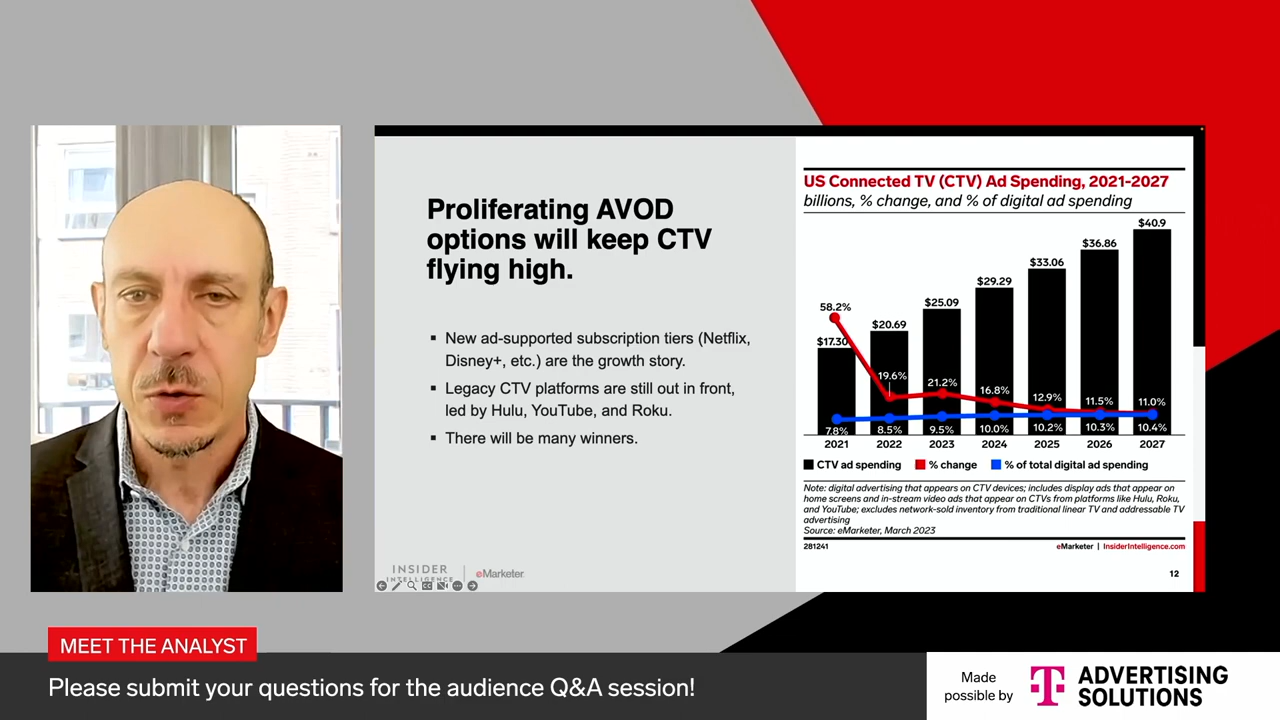 Proliferating AVOD
options will keep CTV
flying high.
▪ New ad-supported subscription tiers (Netflix,
Disney+, etc.) are the growth story.
▪ Legacy CTV platforms are still out in front,
led by Hulu, YouTube, and Roku.
▪ There will be many winners.
INSIDER
INTELLIGENCE
eMarketer
US Connected TV (CTV) Ad Spending, 2021-2027
billions, % change, and % of digital ad spending
$17.30 $20.69 $25.09 $29.29 $33.06 $36.86 $40.9
58.2% 19.6% 21.2% 16.8% 12.9% 11.5% 11.0%
7.8% 8.5% 9.5% 10.0% 10.2% 10.3% 10.4%
2021 2022 2023 2024 2025 2026 2027
CTV ad spending % change % of total digital ad spending
Note: digital advertising that appears on CTV devices; includes display ads that appear on
home screens and in-stream video ads that appear on CTVs from platforms like Hulu, Roku,
and YouTube; excludes network-sold inventory from traditional linear TV and addressable TV
advertising
Source: eMarketer, March 2023
281241 eMarketer | InsiderIntelligence.com
12
MEET THE ANALYST
Please submit your questions for the audience Q&A session!
Made
possible by
T ADVERTISING
SOLUTIONS